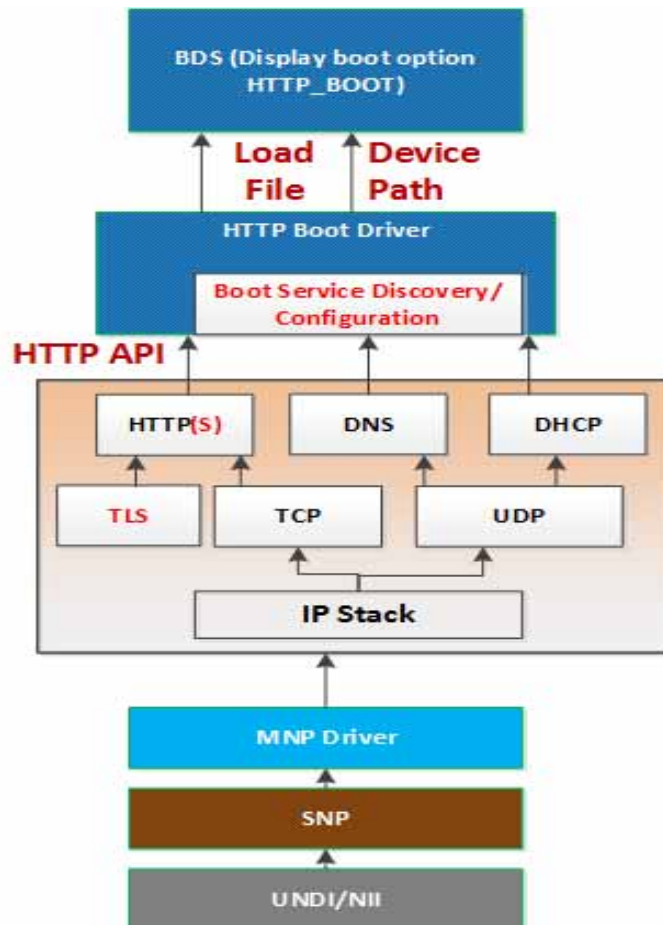 BDS (Display boot option
HTTP_BOOT)
Load Device
File Path
HTTP Boot Driver
Boot Service Discovery/
Configuration
HTTP API
HTTP(S) DNS DHCP
TLS TCP UDP
IP Stack
MNP Driver
SNP
UNDI/NII